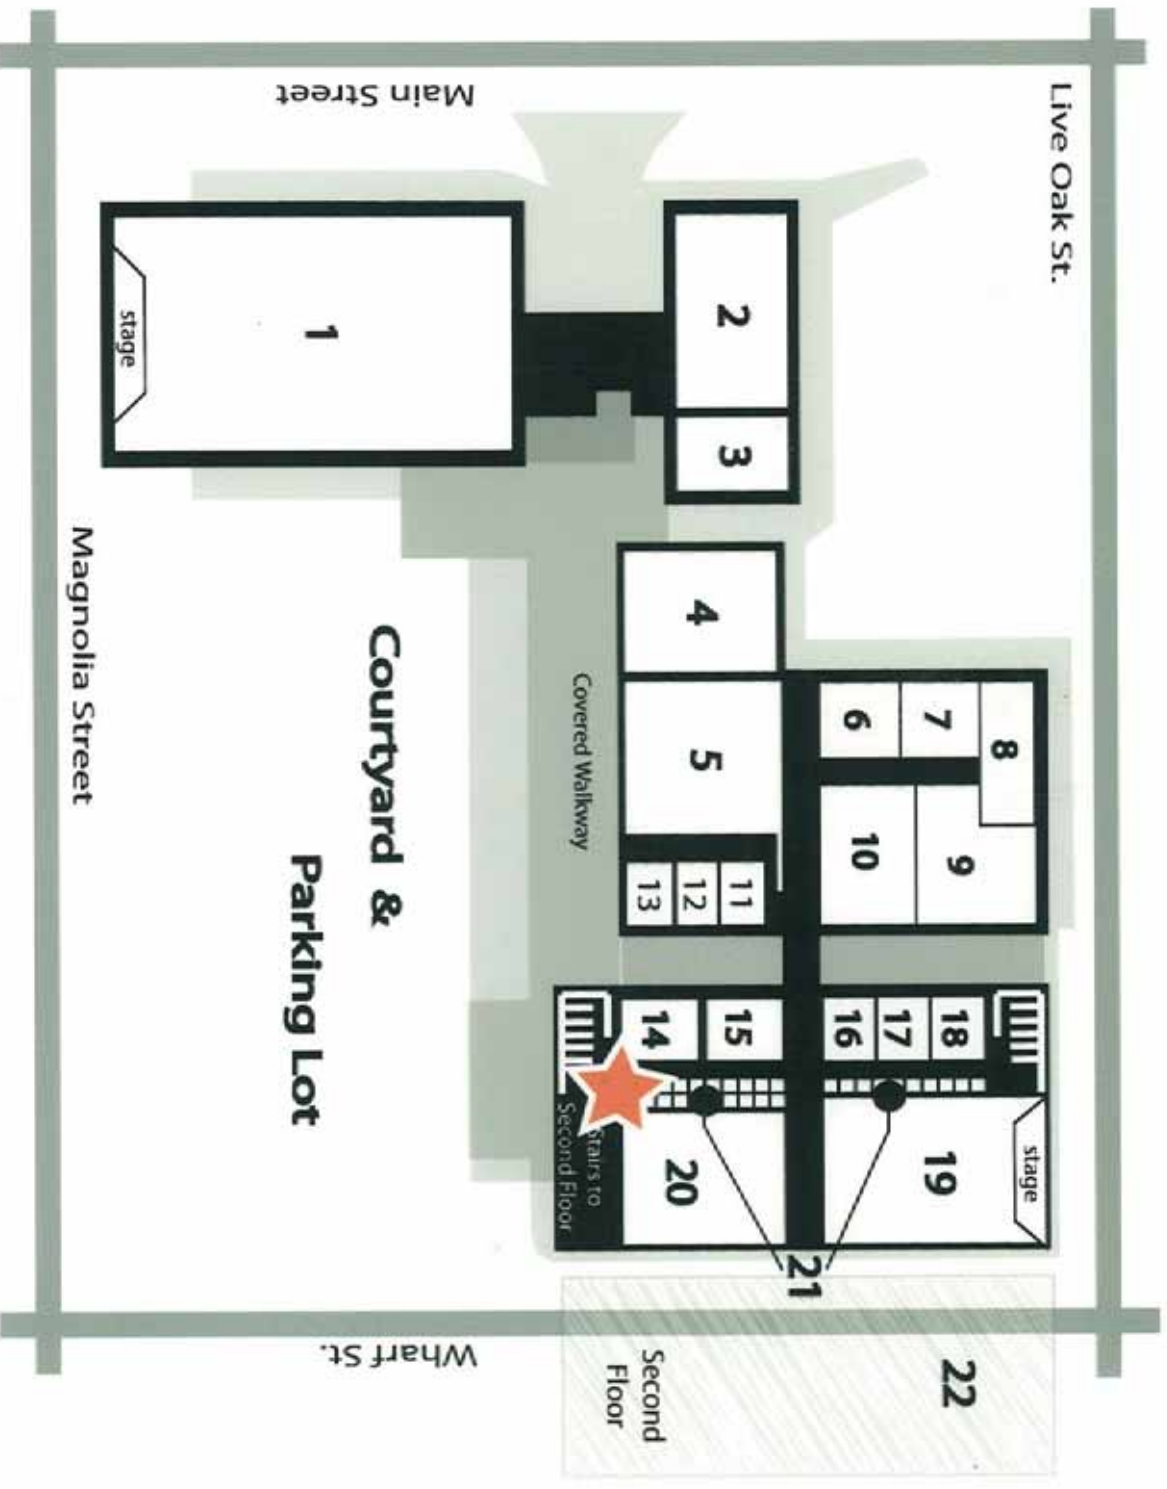 Main Street
Live Oak St.
1
stage
2
3
4
5
6
7
8
9
10
11
12
13
Covered Walkway
Courtyard &
Parking Lot
Magnolia Street
14
15
16
17
18
19
stage
20
Stairs to
Second Floor
21
22
Second
Floor
Wharf St.